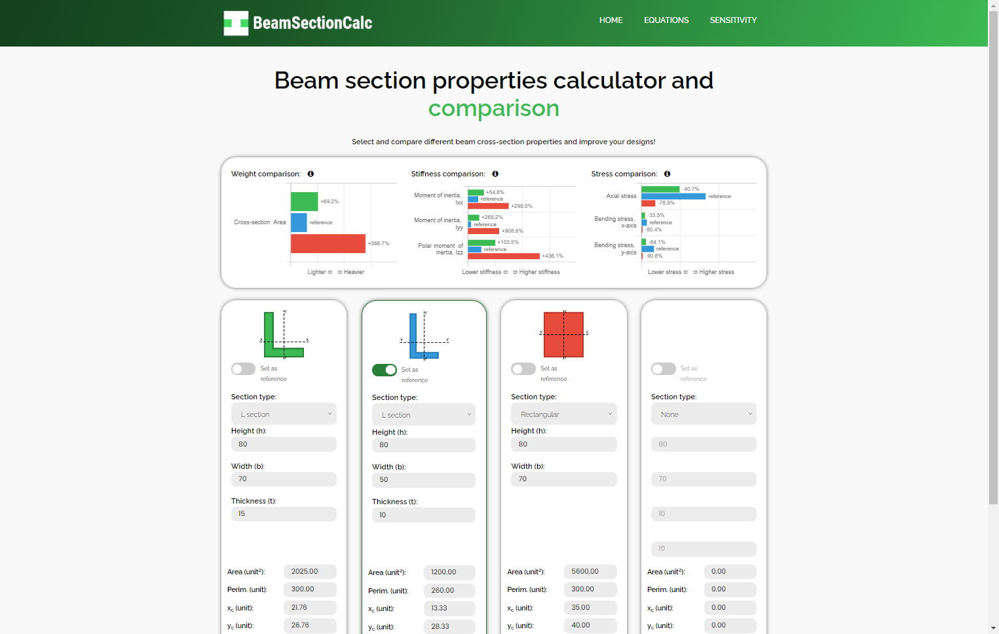 BeamSectionCalc
HOME EQUATIONS SENSITIVITY
Beam section properties calculator and
comparison
Select and compare different beam cross-section properties and improve your designs!
Weight comparison:
+69.2%
Cross-section Area reference
+366.7%
Lighter ⇐ ⇒ Heavier
Stiffness comparison:
Moment of inertia,
Ixx
+54.6%
reference
+295.0%
Moment of inertia,
Iyy
+265.2%
reference
+908.8%
Polar moment of
inertia, Izz
+103.5%
reference
+436.1%
Lower stiffness ⇐ ⇒ Higher stiffness
Stress comparison:
Axial stress
-40.7%
reference
-78.5%
Bending stress,
x-axis
-33.5%
reference
-80.4%
Bending stress,
y-axis
-64.1%
reference
-90.6%
Lower stress ⇐ ⇒ Higher stress
y
x x
y
Set as
reference
Section type:
L section
Height (h):
80
Width (b):
70
Thickness (t):
15
Area (unit²): 2025.00
Perim. (unit): 300.00
xc (unit): 21.76
yc (unit): 26.76
y
x x
y
Set as
reference
Section type:
L section
Height (h):
80
Width (b):
50
Thickness (t):
10
Area (unit²): 1200.00
Perim. (unit): 260.00
xc (unit): 13.33
yc (unit): 28.33
y
x x
y
Set as
reference
Section type:
Rectangular
Height (h):
80
Width (b):
70
Area (unit²): 5600.00
Perim. (unit): 300.00
xc (unit): 35.00
yc (unit): 40.00
Set as
reference
Section type:
None
80
70
10
10
Area (unit²): 0.00
Perim. (unit): 0.00
xc (unit): 0.00
yc (unit): 0.00